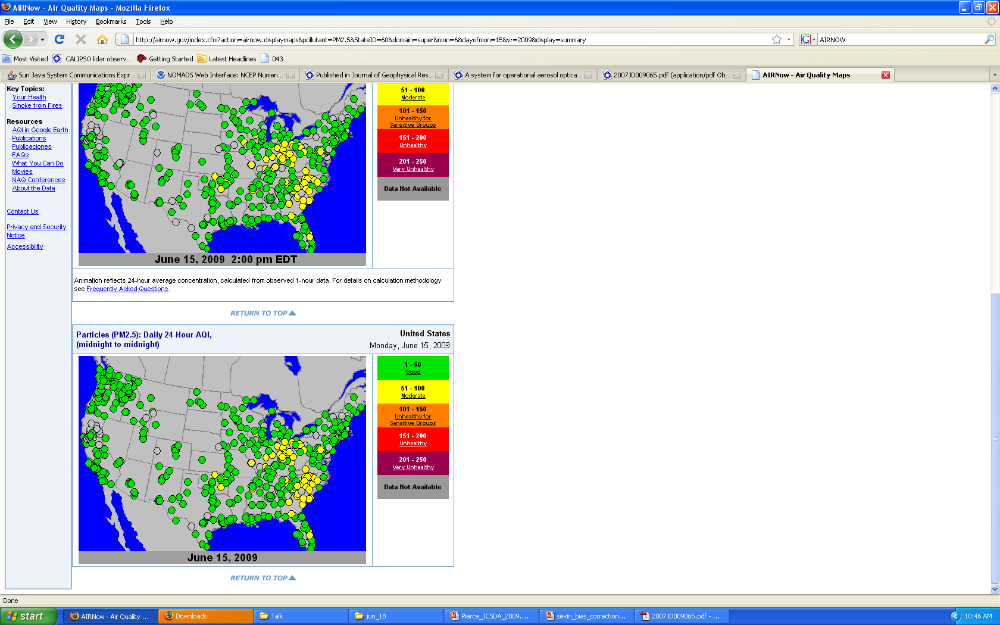 AIRNow - Air Quality Maps - Mozilla Firefox
File Edit View History Bookmarks Tools Help
http://airnow.gov/index.cfm?action=airnow.displaymaps&pollutant=PM2.5&StateID=60&domain=super&mon=6&dayofmon=15&yr=2009&display=summary
G AIRNOW
Most Visited CALIPSO lidar observ... Getting Started Latest Headlines 043
Sun Java System Communications Expr... NOMADS Web Interface: NCEP Numeri... Published in Journal of Geophysical Res... A system for operational aerosol optica... 2007JD009065.pdf (application/pdf Ob... AIRNow - Air Quality Maps
Key Topics:
Your Health
Smoke from Fires
Resources
AQI in Google Earth
Publications
Publicaciones
FAQs
What You Can Do
Movies
NAQ Conferences
About the Data
Contact Us
Privacy and Security
Notice
Accessibility
51 - 100
Moderate
101 - 150
Unhealthy for
Sensitive Groups
151 - 200
Unhealthy
201 - 250
Very Unhealthy
Data Not Available
June 15, 2009 2:00 pm EDT
Animation reflects 24-hour average concentration, calculated from observed 1-hour data. For details on calculation methodology
see Frequently Asked Questions.
RETURN TO TOP
Particles (PM2.5): Daily 24-Hour AQI,
(midnight to midnight)
United States
Monday, June 15, 2009
1 - 50
Good
51 - 100
Moderate
101 - 150
Unhealthy for
Sensitive Groups
151 - 200
Unhealthy
201 - 250
Very Unhealthy
Data Not Available
June 15, 2009
RETURN TO TOP
Done
start AIRNow - Air Quality ... Downloads Talk jun_18 Pierce_JCSDA_2009.... seviri_bias_correction... 2007JD009065.pdf - ... 10:46 AM